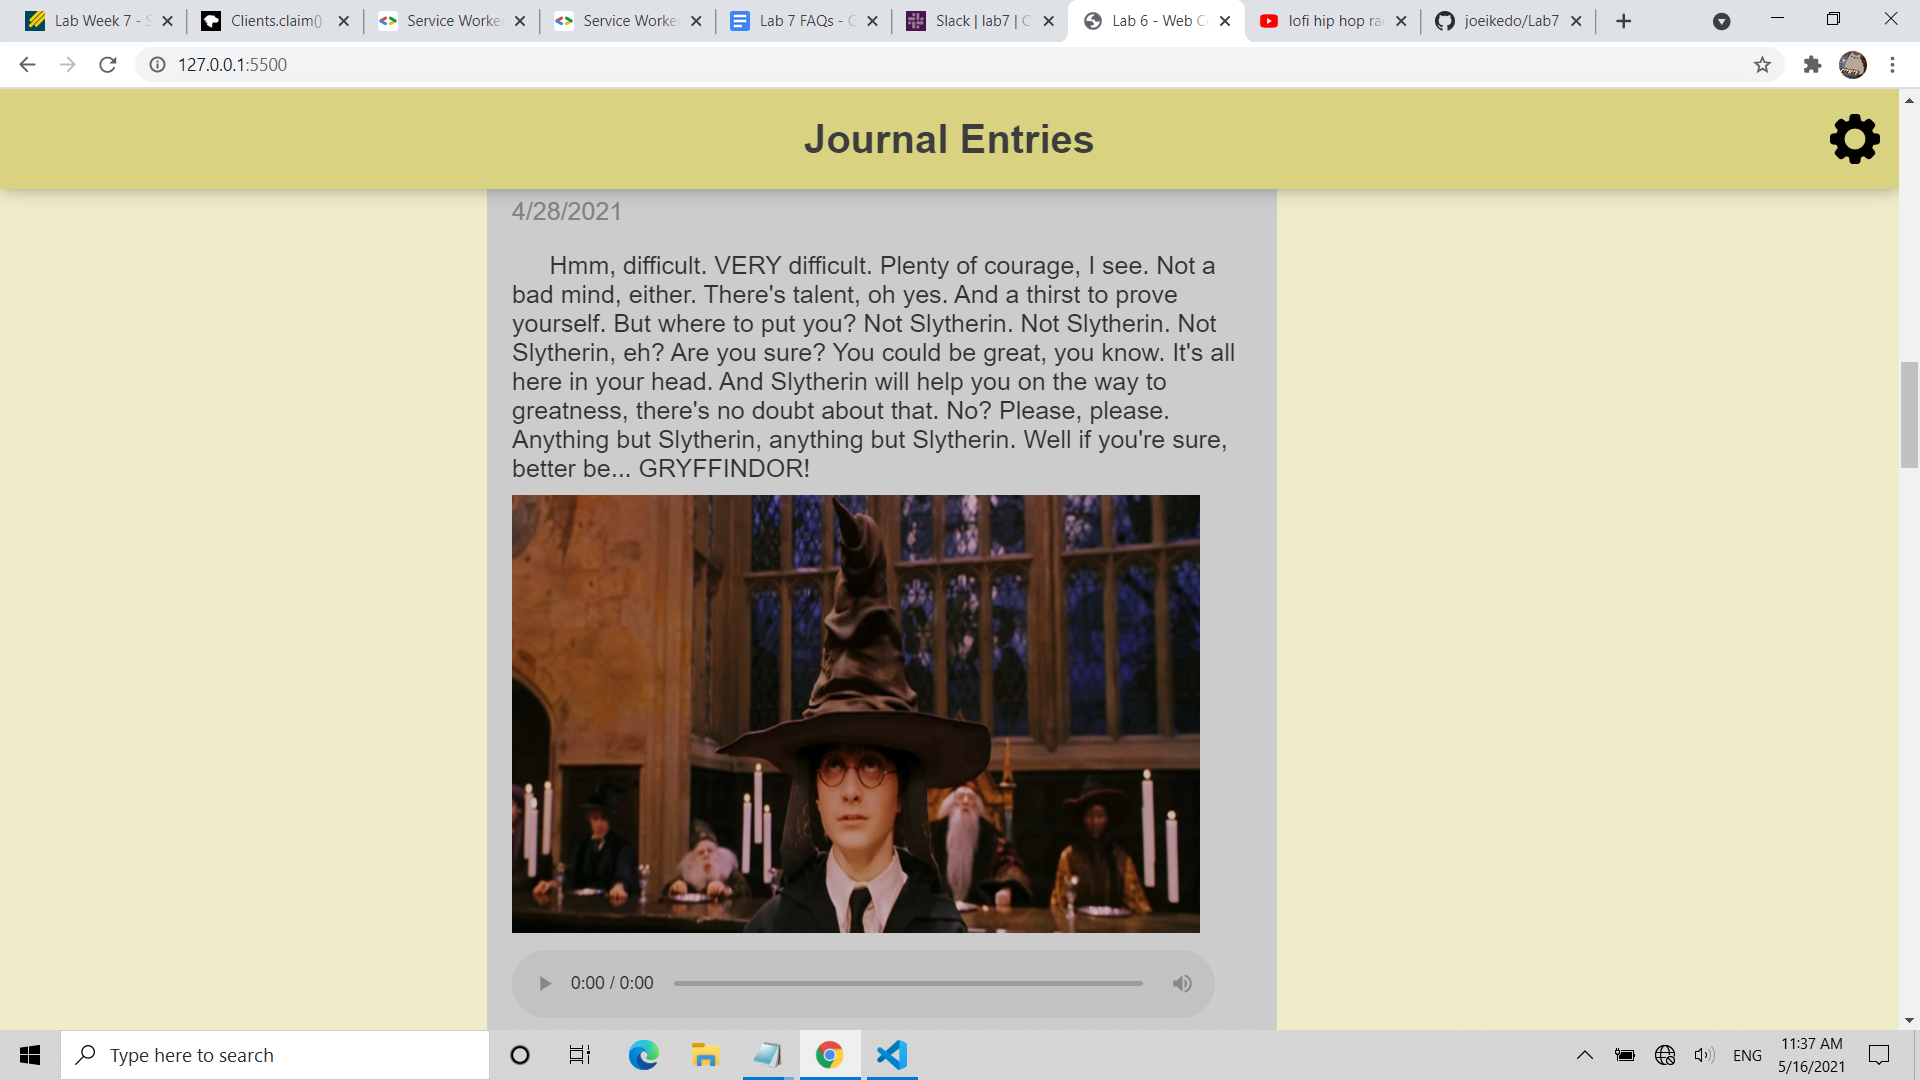 Lab Week 7 - S
Clients.claim()
Service Worke
Service Worke
Lab 7 FAQs - G
Slack | lab7 | C
Lab 6 - Web C
lofi hip hop ra
joeikedo/Lab7
127.0.0.1:5500
Journal Entries
4/28/2021
Hmm, difficult. VERY difficult. Plenty of courage, I see. Not a
bad mind, either. There's talent, oh yes. And a thirst to prove
yourself. But where to put you? Not Slytherin. Not Slytherin. Not
Slytherin, eh? Are you sure? You could be great, you know. It's all
here in your head. And Slytherin will help you on the way to
greatness, there's no doubt about that. No? Please, please.
Anything but Slytherin, anything but Slytherin. Well if you're sure,
better be... GRYFFINDOR!
0:00 / 0:00
Type here to search
ENG
11:37 AM
5/16/2021